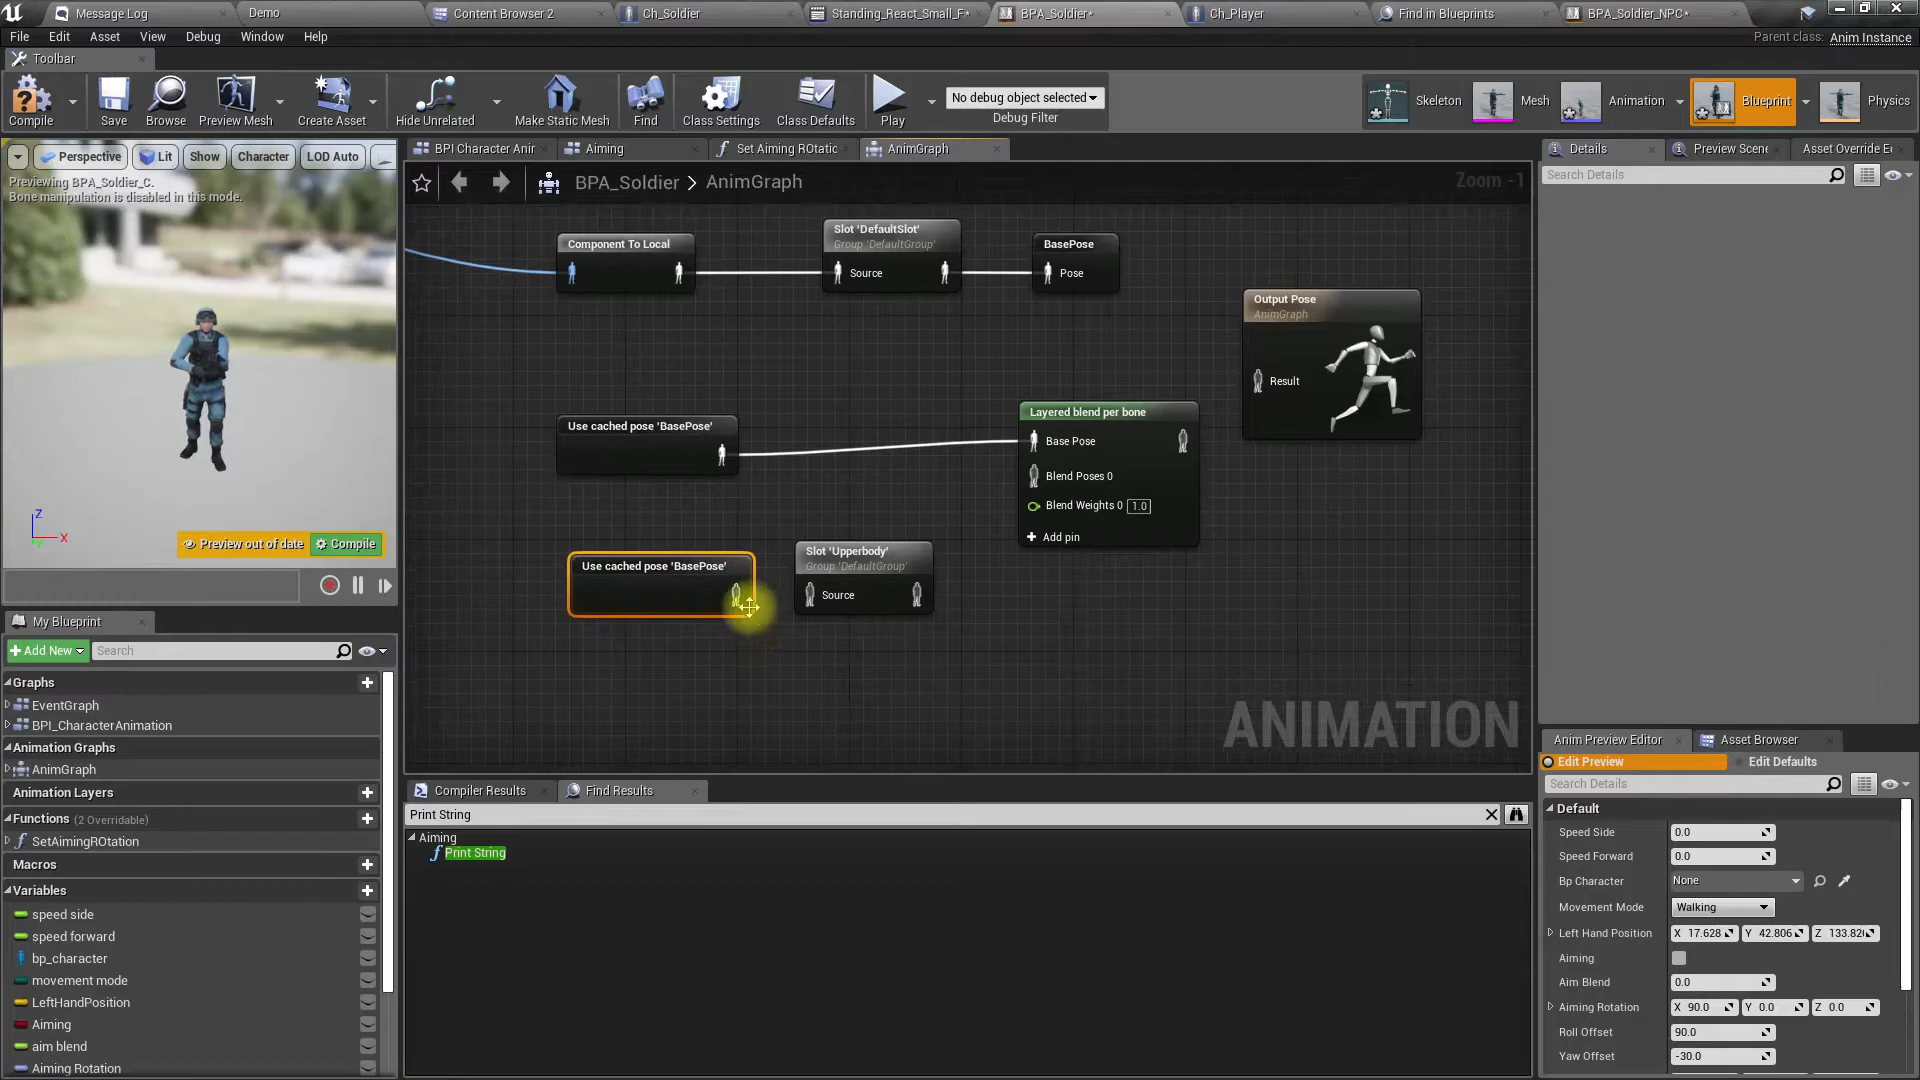 Message Log
Demo
Content Browser 2
Ch_Soldier
Standing_React_Small_F*
BPA_Soldier*
Ch_Player
Find in Blueprints
BPA_Soldier_NPC*
File
Edit
Asset
View
Debug
Window
Help
Parent class: Anim Instance
Toolbar
Compile
Save
Browse
Preview Mesh
Create Asset
Hide Unrelated
Make Static Mesh
Find
Class Settings
Class Defaults
Play
No debug object selected
Debug Filter
Skeleton
Mesh
Animation
Blueprint
Physics
Perspective
Lit
Show
Character
LOD Auto
Previewing BPA_Soldier_C.
Bone manipulation is disabled in this mode.
Z
X
Preview out of date
Compile
BPI Character Anir
Aiming
Set Aiming ROtatic
AnimGraph
BPA_Soldier > AnimGraph
Zoom -1
Component To Local
Slot 'DefaultSlot'
Group 'DefaultGroup'
Source
BasePose
Pose
Output Pose
AnimGraph
Result
Use cached pose 'BasePose'
Layered blend per bone
Base Pose
Blend Poses 0
Blend Weights 0 1.0
Add pin
Use cached pose 'BasePose'
Slot 'Upperbody'
Group 'DefaultGroup'
Source
ANIMATION
My Blueprint
Add New
Search
Graphs
EventGraph
BPI_CharacterAnimation
Animation Graphs
AnimGraph
Animation Layers
Functions (2 Overridable)
SetAimingROtation
Macros
Variables
speed side
speed forward
bp_character
movement mode
LeftHandPosition
Aiming
aim blend
Aiming Rotation
Compiler Results
Find Results
Print String
Aiming
Print String
Details
Preview Scene
Asset Override E
Search Details
Anim Preview Editor
Asset Browser
Edit Preview
Edit Defaults
Search Details
Default
Speed Side 0.0
Speed Forward 0.0
Bp Character None
Movement Mode Walking
Left Hand Position X 17.628 Y 42.806 Z 133.82
Aiming
Aim Blend 0.0
Aiming Rotation X 90.0 Y 0.0 Z 0.0
Roll Offset 90.0
Yaw Offset -30.0